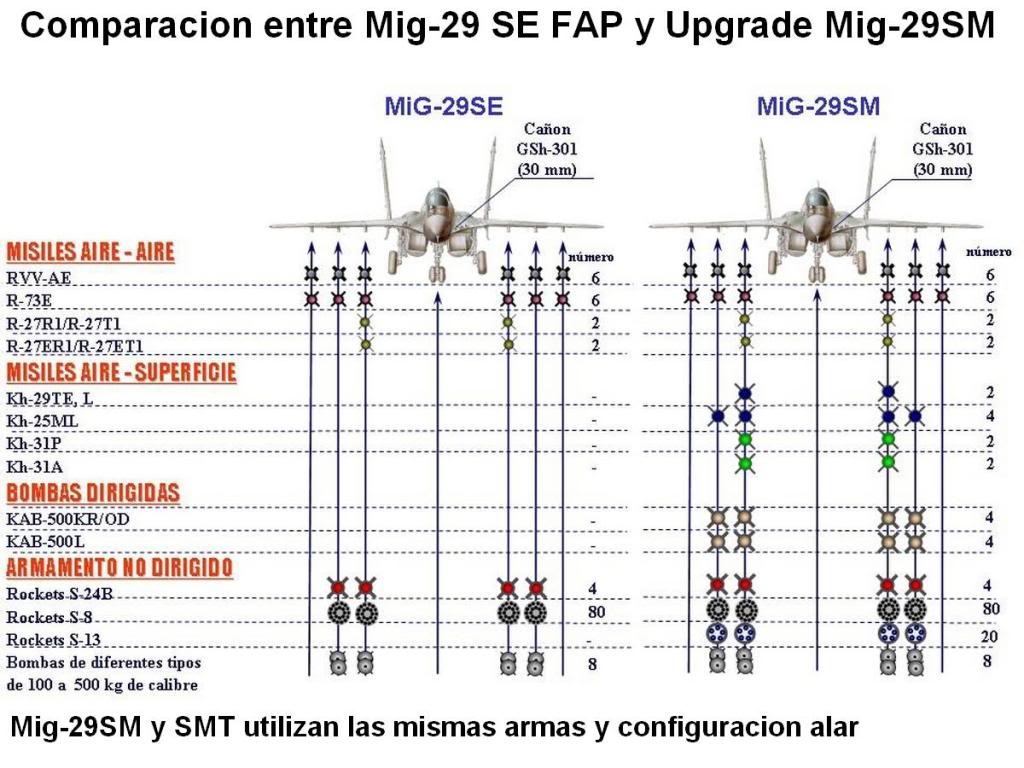 Comparacion entre Mig-29 SE FAP y Upgrade Mig-29SM
MiG-29SE
MiG-29SM
Cañon
GSh-301
(30 mm)
Cañon
GSh-301
(30 mm)
MISILES AIRE - AIRE
número
número
RVV-AE 6 6
R-73E 6 6
R-27R1/R-27T1 2 2
R-27ER1/R-27ET1 2 2
MISILES AIRE - SUPERFICIE
Kh-29TE, L - 2
Kh-25ML - 4
Kh-31P - 2
Kh-31A - 2
BOMBAS DIRIGIDAS
KAB-500KR/OD - 4
KAB-500L - 4
ARMAMENTO NO DIRIGIDO
Rockets S-24B 4 4
Rockets S-8 80 80
Rockets S-13 - 20
Bombas de diferentes tipos 8 8
de 100 a 500 kg de calibre
Mig-29SM y SMT utilizan las mismas armas y configuracion alar